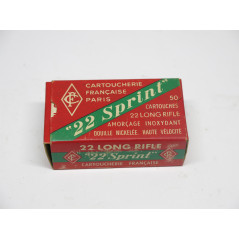 CARTOUCHERIE
FRANÇAISE
PARIS
"22 Sprint"
50
CARTOUCHES
22 LONG RIFLE
AMORÇAGE INOXYDANT
DOUILLE NICKELÉE. HAUTE VÉLOCITÉ
22 LONG RIFLE
"22 Sprint"
CARTOUCHERIE FRANÇAISE